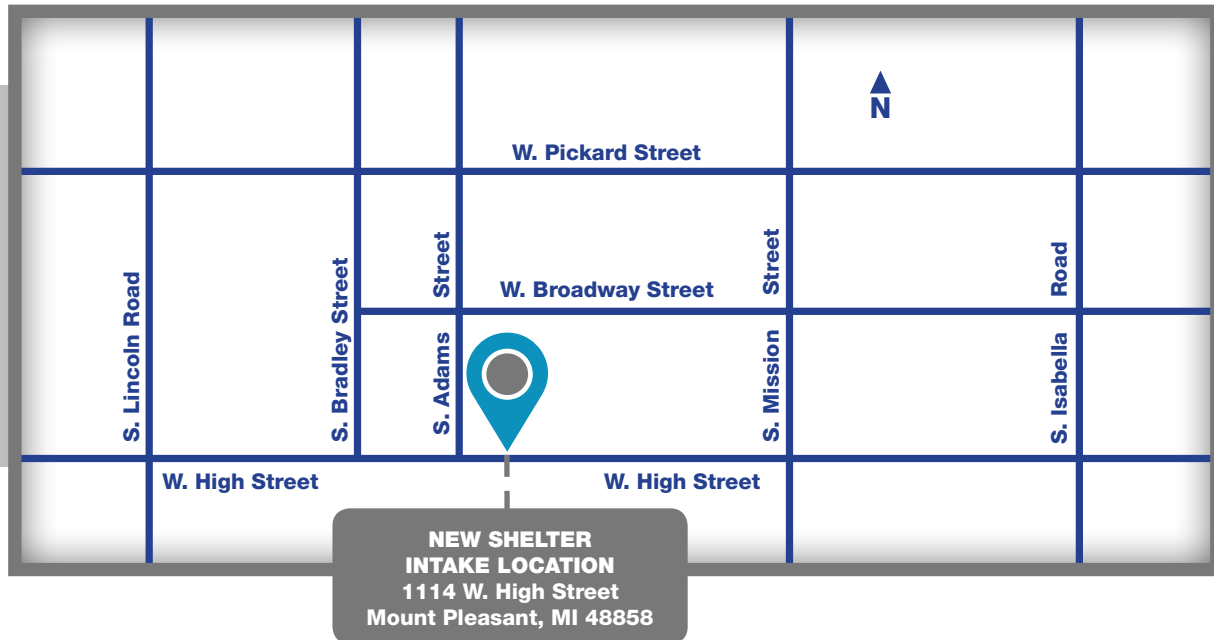 N
W. Pickard Street
W. Broadway Street
S. Lincoln Road
S. Bradley Street
S. Adams Street
S. Mission Street
S. Isabella Road
W. High Street
W. High Street
NEW SHELTER
INTAKE LOCATION
1114 W. High Street
Mount Pleasant, MI 48858